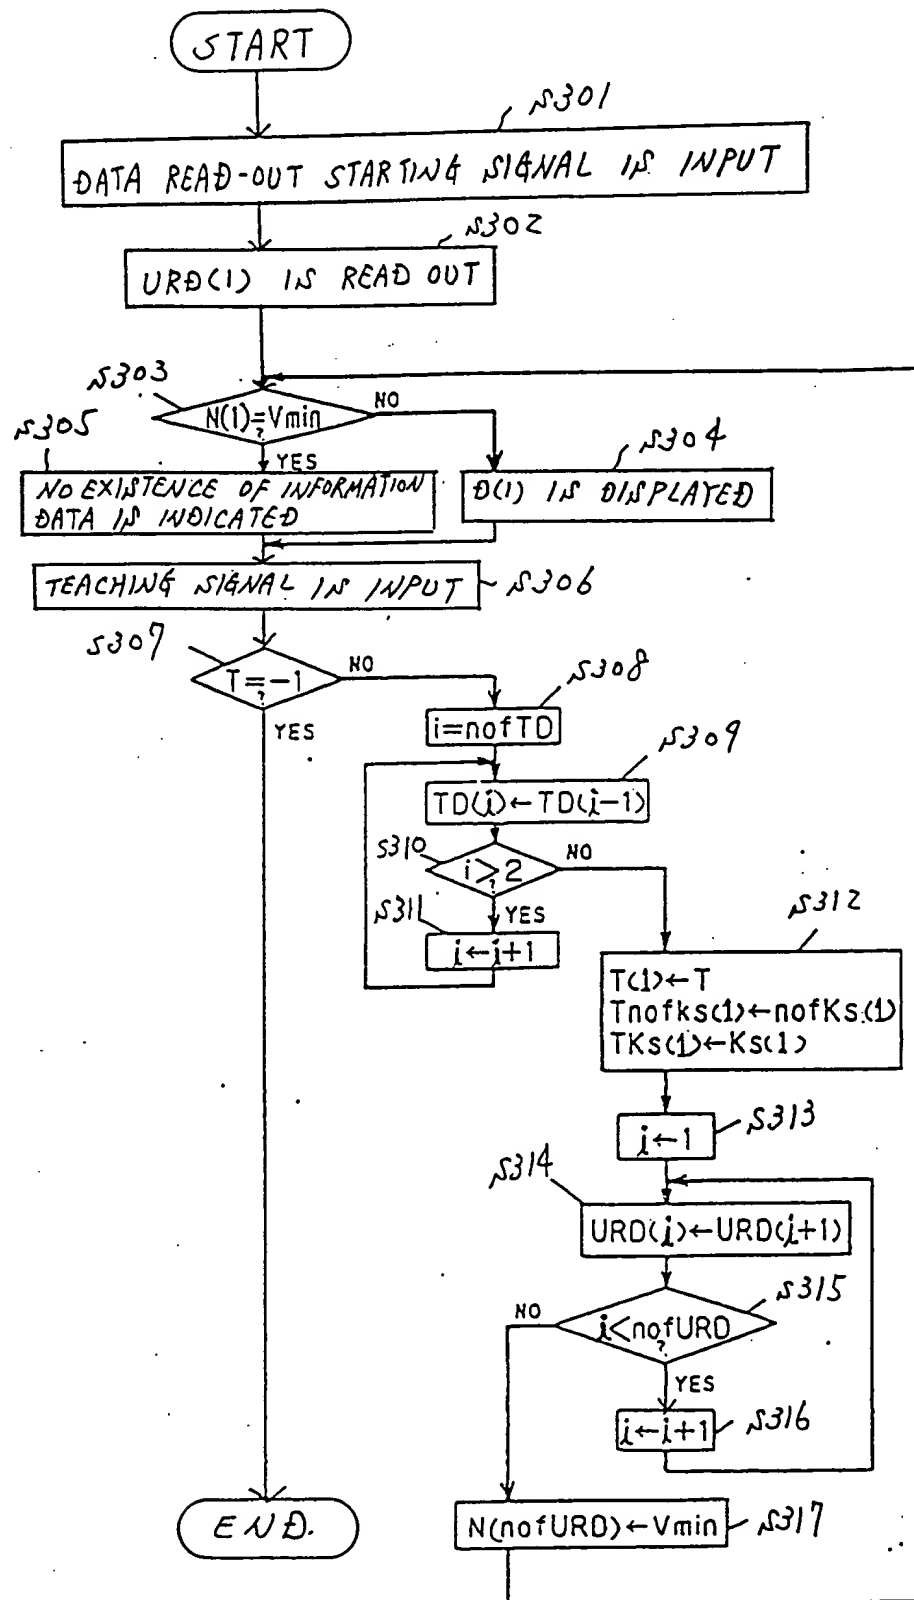 START
S301
DATA READ-OUT STARTING SIGNAL IS INPUT
S302
URD(1) IS READ OUT
S303
N(1)=Vmin
?
NO
YES
S305
NO EXISTENCE OF INFORMATION
DATA IS INDICATED
S304
D(1) IS DISPLAYED
TEACHING SIGNAL IS INPUT
S306
S307
T=-1
?
NO
YES
S308
i=nofTD
S309
TD(i)←TD(i-1)
S310
i>2
?
NO
YES
S311
i←i+1
S312
T(1)←T
Tnofks(1)←nofKs(1)
TKs(1)←Ks(1)
S313
i←1
S314
URD(i)←URD(i+1)
S315
i<nofURD
?
NO
YES
S316
i←i+1
N(nofURD)←Vmin
S317
END.